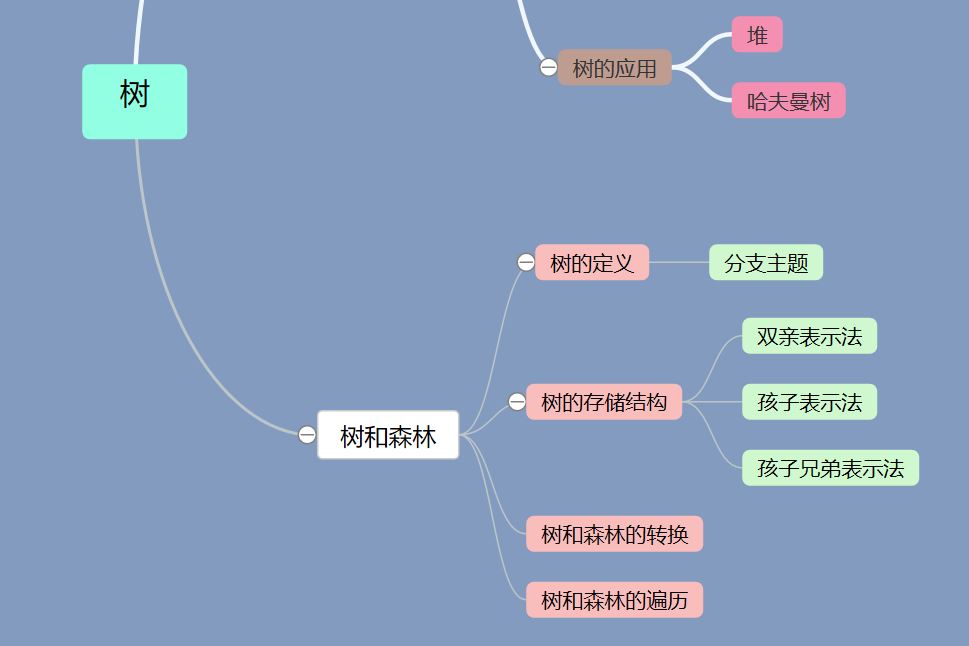 树
树的应用
堆
哈夫曼树
树和森林
树的定义
分支主题
树的存储结构
双亲表示法
孩子表示法
孩子兄弟表示法
树和森林的转换
树和森林的遍历